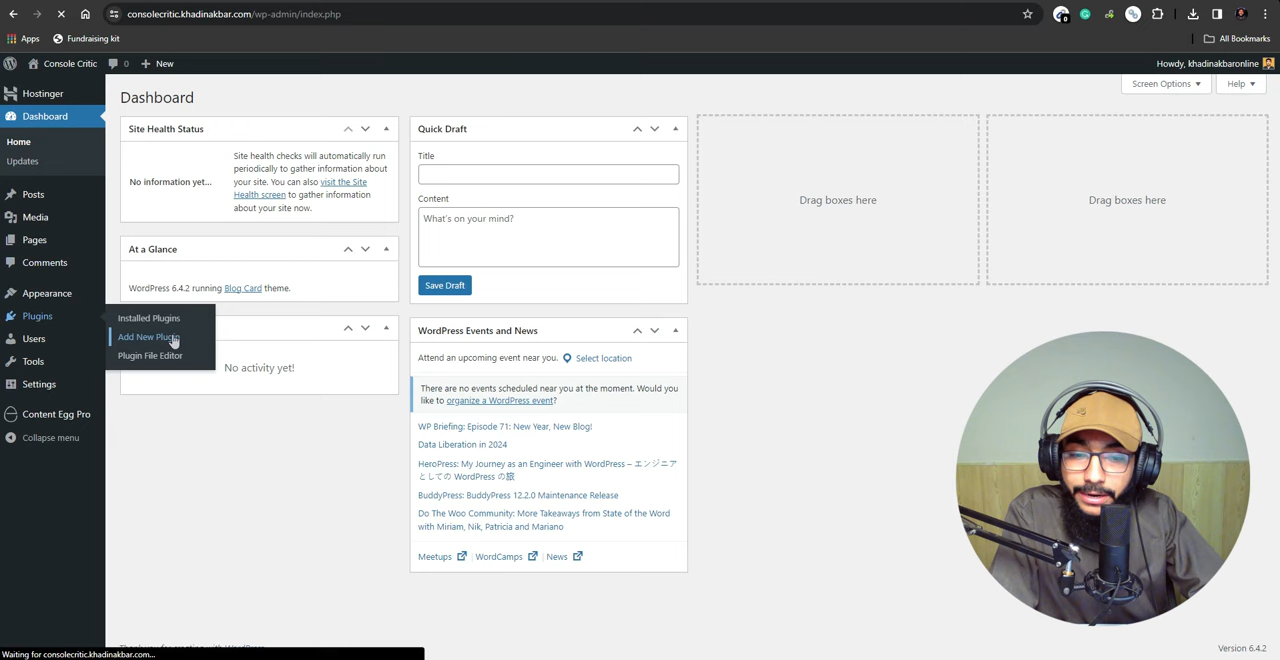 consolecritic.khadinakbar.com/wp-admin/index.php
Apps
Fundraising kit
All Bookmarks
Console Critic
0
New
Howdy, khadinakbaronline
Hostinger
Dashboard
Home
Updates
Posts
Media
Pages
Comments
Appearance
Plugins
Users
Tools
Settings
Content Egg Pro
Collapse menu
Installed Plugins
Add New Plugin
Plugin File Editor
Dashboard
Screen Options
Help
Site Health Status
No information yet...
Site health checks will automatically run
periodically to gather information about
your site. You can also visit the Site
Health screen to gather information
about your site now.
At a Glance
WordPress 6.4.2 running Blog Card theme.
No activity yet!
Quick Draft
Title
Content
What's on your mind?
Save Draft
WordPress Events and News
Attend an upcoming event near you. Select location
There are no events scheduled near you at the moment. Would you
like to organize a WordPress event?
WP Briefing: Episode 71: New Year, New Blog!
Data Liberation in 2024
HeroPress: My Journey as an Engineer with WordPress – エンジニア
としての WordPress の旅
BuddyPress: BuddyPress 12.2.0 Maintenance Release
Do The Woo Community: More Takeaways from State of the Word
with Miriam, Nik, Patricia and Mariano
Meetups
WordCamps
News
Drag boxes here
Drag boxes here
Version 6.4.2
Waiting for consolecritic.khadinakbar.com...